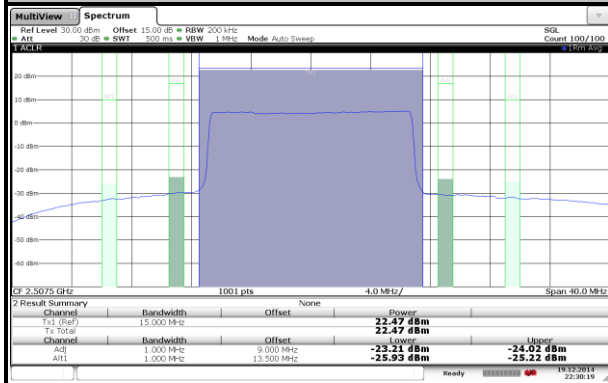 MultiView Spectrum
Ref Level 30.00 dBm Offset 15.00 dB RBW 200 kHz SGL
Att 30 dB SWT 500 ms VBW 1 MHz Mode Auto Sweep Count 100/100
1 ACLR 1Rm Avg
20 dBm
10 dBm
0 dBm
-10 dBm
-20 dBm
-30 dBm
-40 dBm
-50 dBm
-60 dBm
CF 2.5075 GHz 1001 pts 4.0 MHz/ Span 40.0 MHz
2 Result Summary None
Channel Bandwidth Offset Power
Tx1 (Ref) 15.000 MHz 22.47 dBm
Tx Total 22.47 dBm
Channel Bandwidth Offset Lower Upper
Adj 1.000 MHz 9.000 MHz -23.21 dBm -24.02 dBm
Alt1 1.000 MHz 13.500 MHz -25.93 dBm -25.22 dBm
Ready 19.12.2014
22:30:19